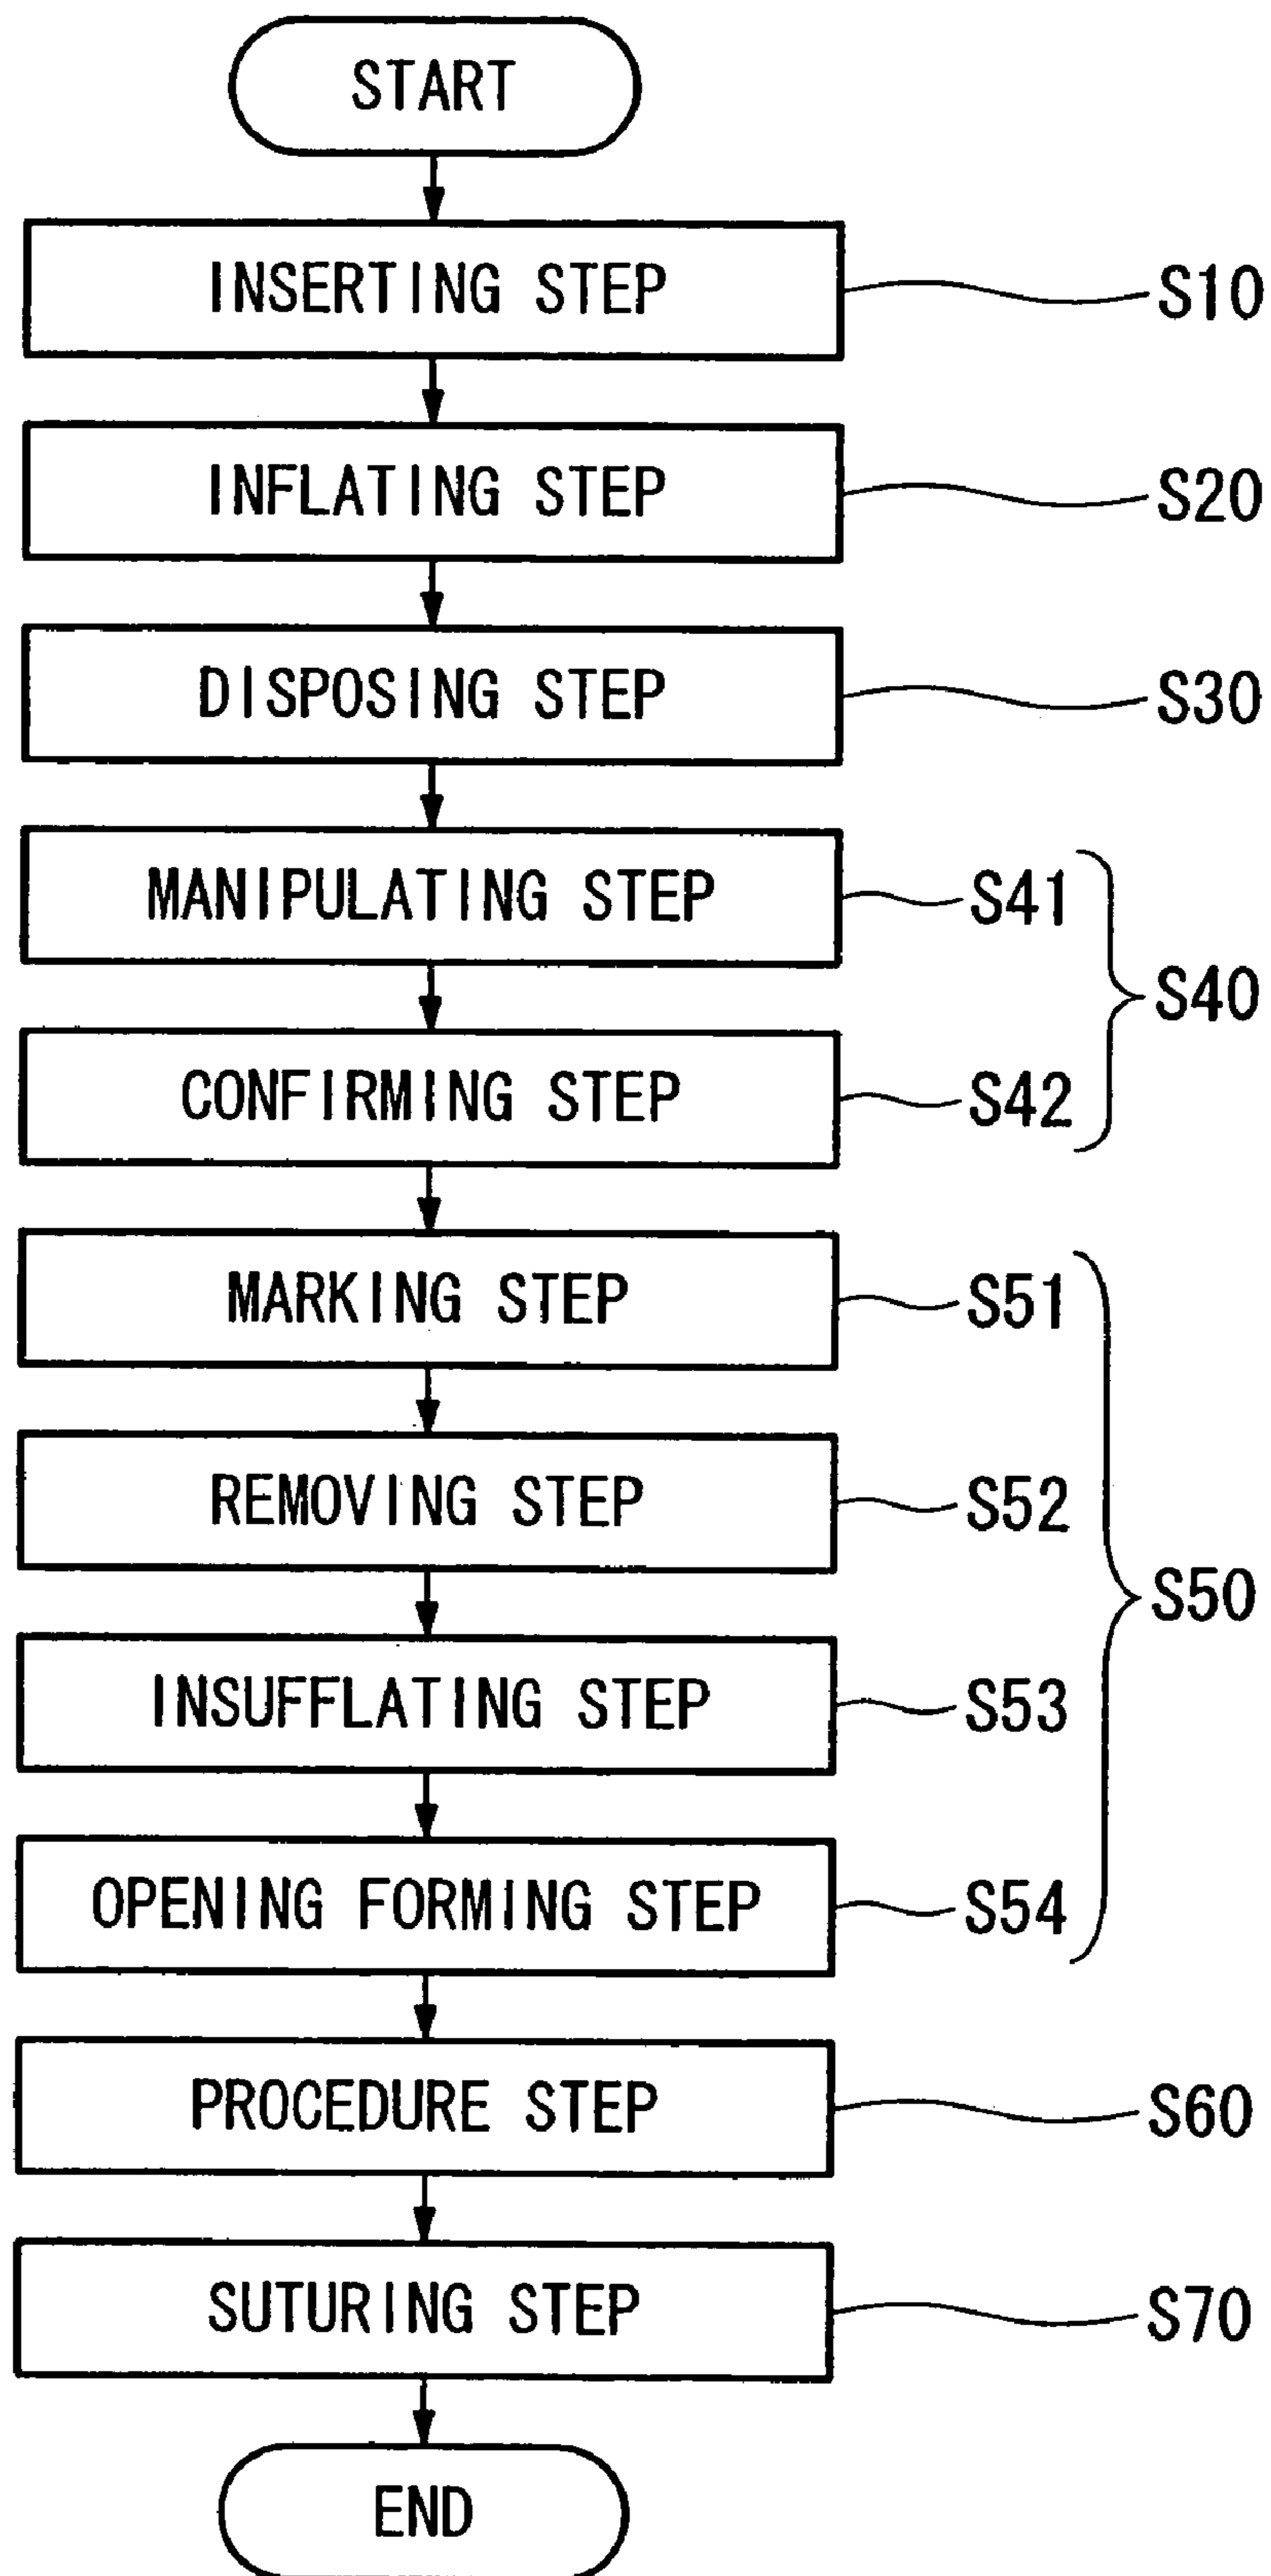 START
INSERTING STEP S10
INFLATING STEP S20
DISPOSING STEP S30
MANIPULATING STEP S41
S40
CONFIRMING STEP S42
MARKING STEP S51
REMOVING STEP S52
S50
INSUFFLATING STEP S53
OPENING FORMING STEP S54
PROCEDURE STEP S60
SUTURING STEP S70
END